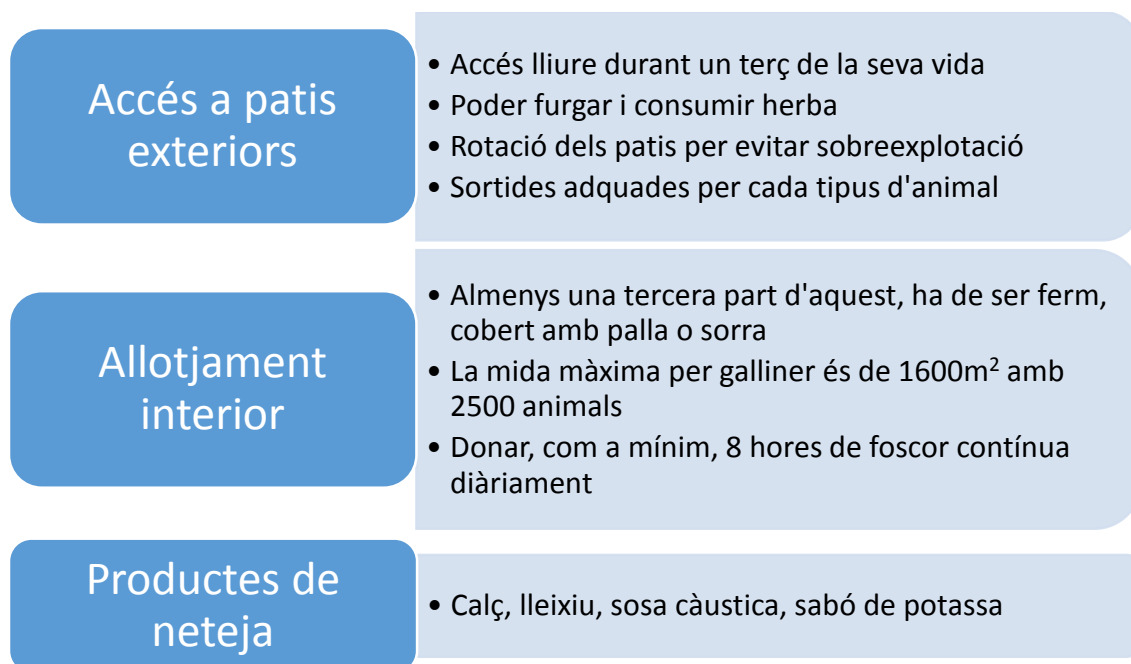 Accés a patis
exteriors
• Accés lliure durant un terç de la seva vida
• Poder furgar i consumir herba
• Rotació dels patis per evitar sobreexplotació
• Sortides adquades per cada tipus d'animal
Allotjament
interior
• Almenys una tercera part d'aquest, ha de ser ferm,
cobert amb palla o sorra
• La mida màxima per galliner és de 1600m² amb
2500 animals
• Donar, com a mínim, 8 hores de foscor contínua
diàriament
Productes de
neteja
• Calç, lleixiu, sosa càustica, sabó de potassa